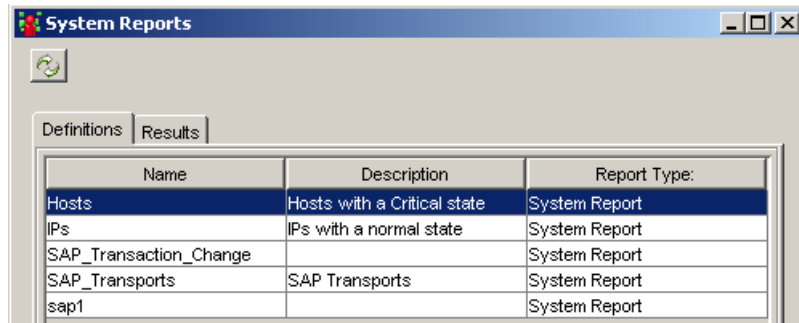 System Reports
Definitions Results
Name Description Report Type:
Hosts Hosts with a Critical state System Report
IPs IPs with a normal state System Report
SAP_Transaction_Change System Report
SAP_Transports SAP Transports System Report
sap1 System Report